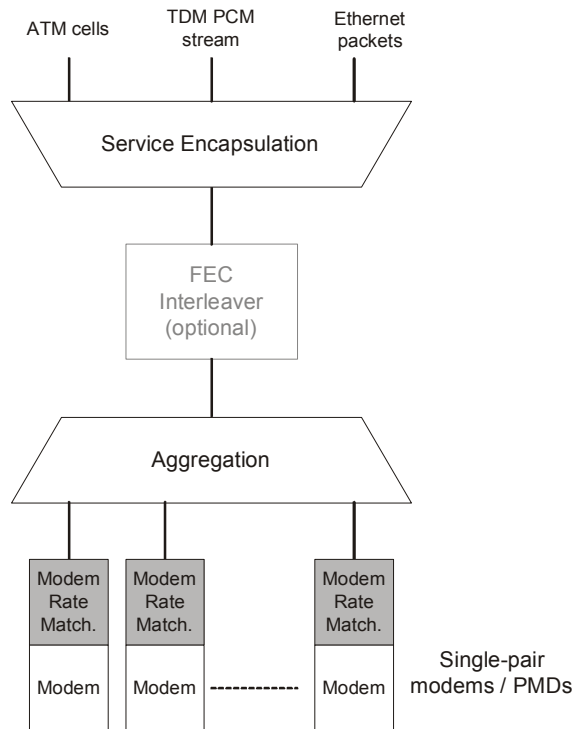 ATM cells
TDM PCM
stream
Ethernet
packets
Service Encapsulation
FEC
Interleaver
(optional)
Aggregation
Modem
Rate
Match.
Modem
Rate
Match.
Modem
Rate
Match.
Modem
Modem
Modem
Single-pair
modems / PMDs